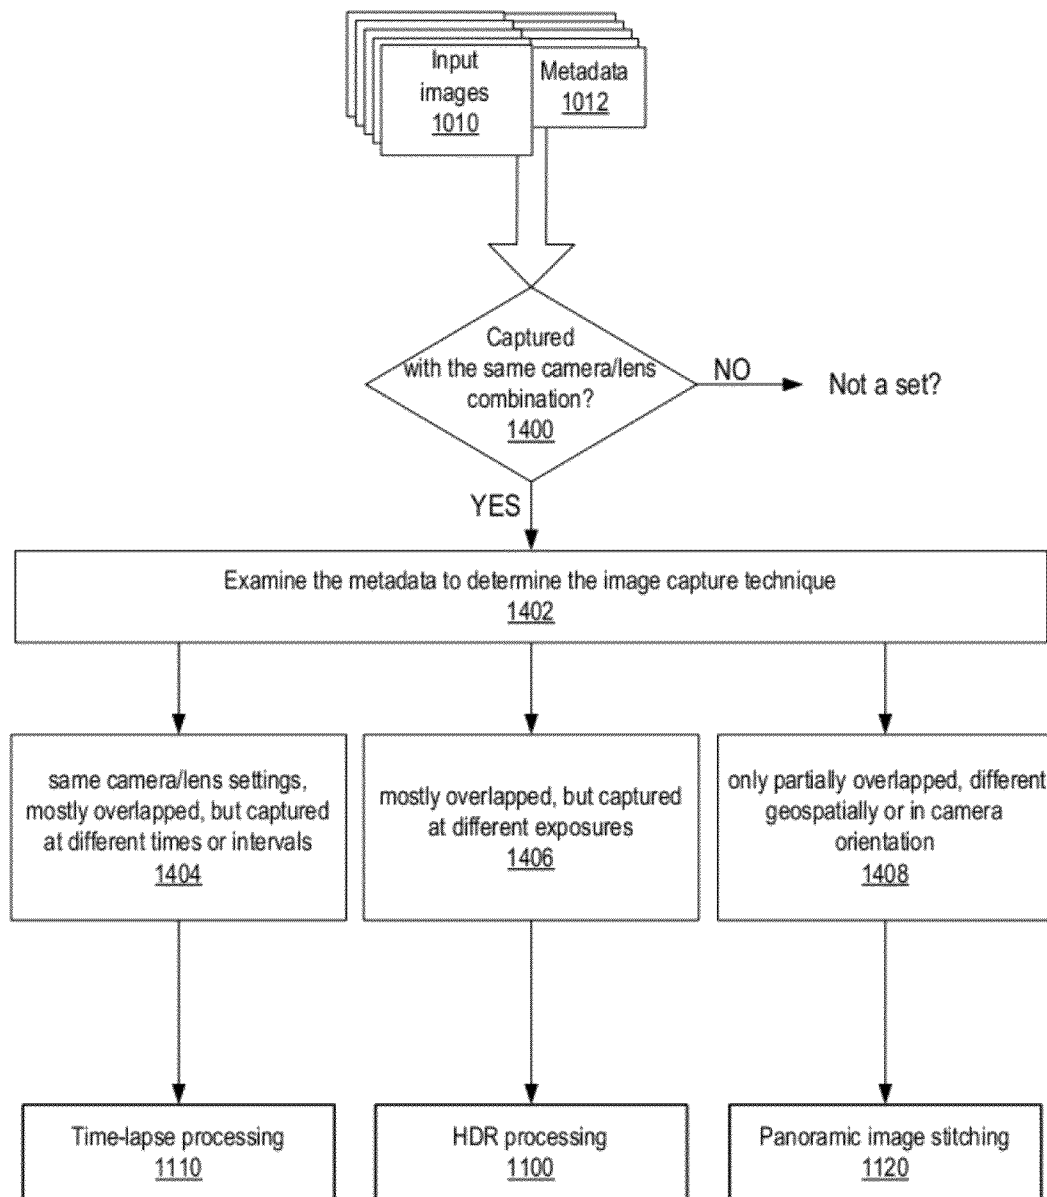 Input
images
1010
Metadata
1012
Captured
with the same camera/lens
combination?
1400
NO
Not a set?
YES
Examine the metadata to determine the image capture technique
1402
same camera/lens settings,
mostly overlapped, but captured
at different times or intervals
1404
mostly overlapped, but captured
at different exposures
1406
only partially overlapped, different
geospatially or in camera
orientation
1408
Time-lapse processing
1110
HDR processing
1100
Panoramic image stitching
1120